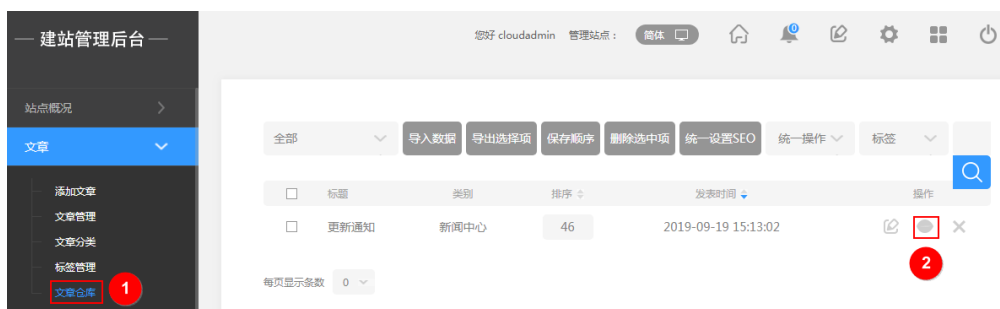 — 建站管理后台 —
您好 cloudadmin 管理站点： 简体
0
站点概况
文章
添加文章
文章管理
文章分类
标签管理
文章仓库 1
全部 导入数据 导出选择项 保存顺序 删除选中项 统一设置SEO 统一操作 标签
标题 类别 排序 发表时间 操作
更新通知 新闻中心 46 2019-09-19 15:13:02
2
每页显示条数 0